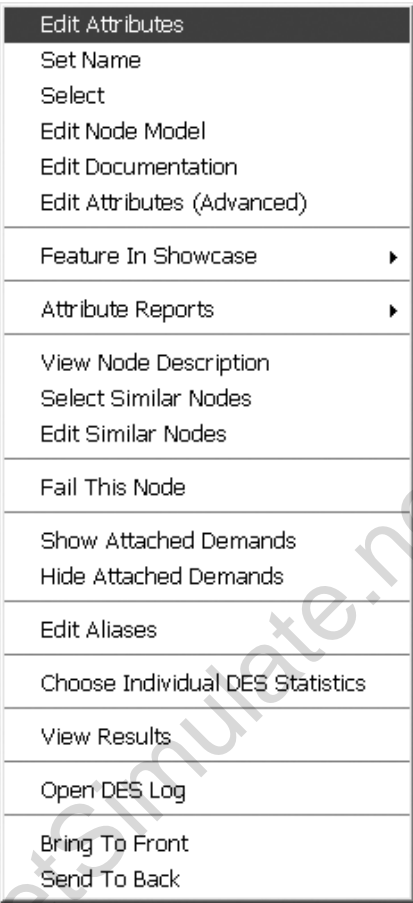 Edit Attributes
Set Name
Select
Edit Node Model
Edit Documentation
Edit Attributes (Advanced)
Feature In Showcase
Attribute Reports
View Node Description
Select Similar Nodes
Edit Similar Nodes
Fail This Node
Show Attached Demands
Hide Attached Demands
Edit Aliases
Choose Individual DES Statistics
View Results
Open DES Log
Bring To Front
Send To Back